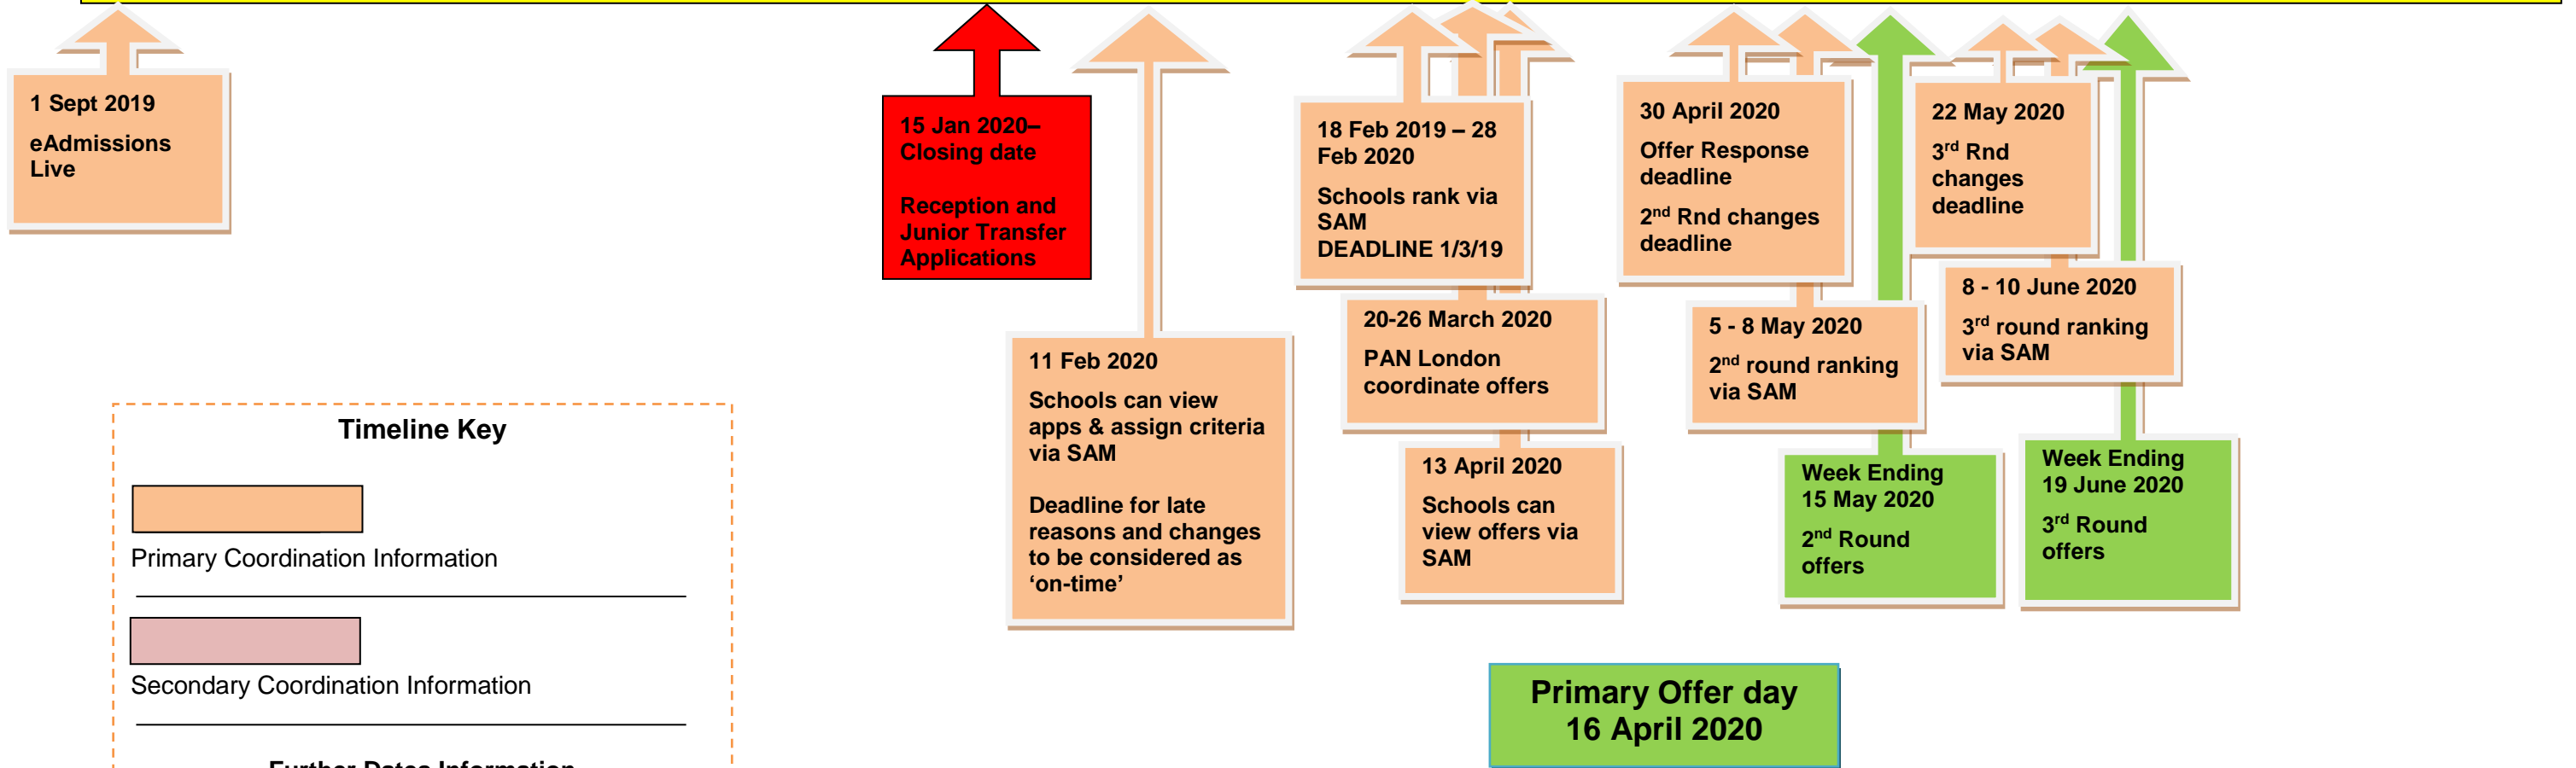 1 Sept 2019
eAdmissions
Live
15 Jan 2020–
Closing date
Reception and
Junior Transfer
Applications
11 Feb 2020
Schools can view
apps & assign criteria
via SAM
Deadline for late
reasons and changes
to be considered as
‘on-time’
18 Feb 2019 – 28
Feb 2020
Schools rank via
SAM
DEADLINE 1/3/19
20-26 March 2020
PAN London
coordinate offers
13 April 2020
Schools can
view offers via
SAM
30 April 2020
Offer Response
deadline
2nd Rnd changes
deadline
5 - 8 May 2020
2nd round ranking
via SAM
Week Ending
15 May 2020
2nd Round
offers
22 May 2020
3rd Rnd
changes
deadline
8 - 10 June 2020
3rd round ranking
via SAM
Week Ending
19 June 2020
3rd Round
offers
Primary Offer day
16 April 2020
Timeline Key
Primary Coordination Information
Secondary Coordination Information
Further Dates Information